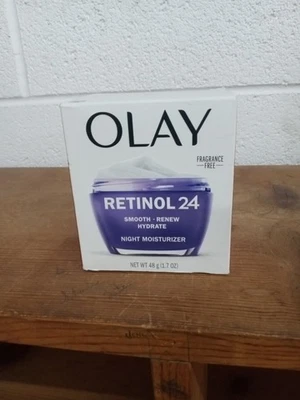 OLAY
FRAGRANCE
FREE
RETINOL 24
SMOOTH · RENEW
HYDRATE
NIGHT MOISTURIZER
NET WT 48 g (1.7 OZ)